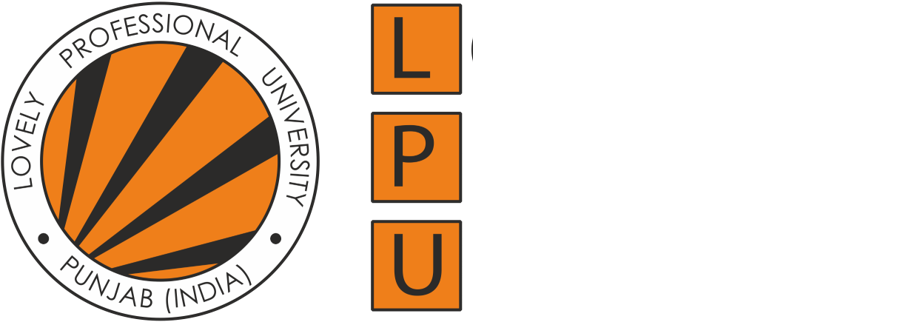 LOVELY PROFESSIONAL UNIVERSITY
PUNJAB (INDIA)
L
P
U